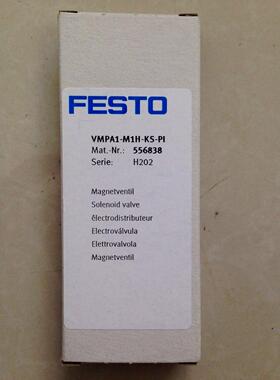 FESTO
VMPA1-M1H-KS-PI
Mat.-Nr.: 556838
Serie: H202
Magnetventil
Solenoid valve
électrodistributeur
Electroválvula
Elettrovalvola
Magnetventil